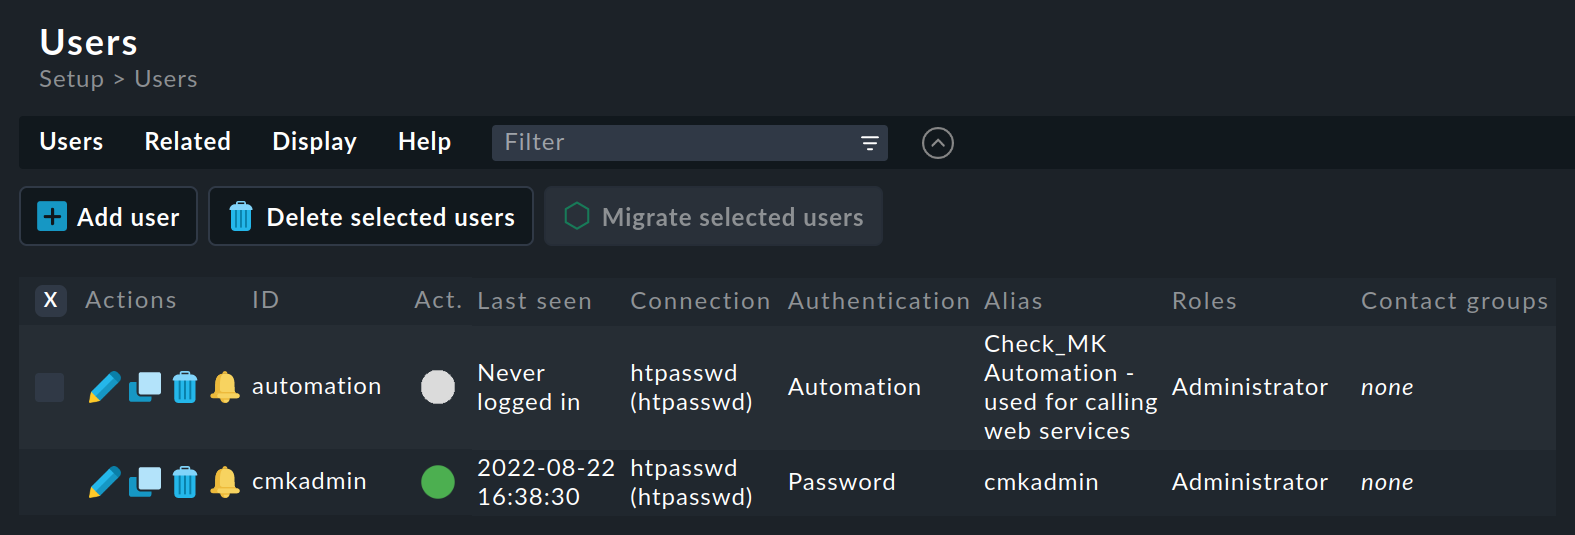 Users
Setup > Users
Users Related Display Help Filter
Add user Delete selected users Migrate selected users
X Actions ID Act. Last seen Connection Authentication Alias Roles Contact groups
automation Never logged in htpasswd (htpasswd) Automation Check_MK Automation - used for calling web services Administrator none
cmkadmin 2022-08-22 16:38:30 htpasswd (htpasswd) Password cmkadmin Administrator none